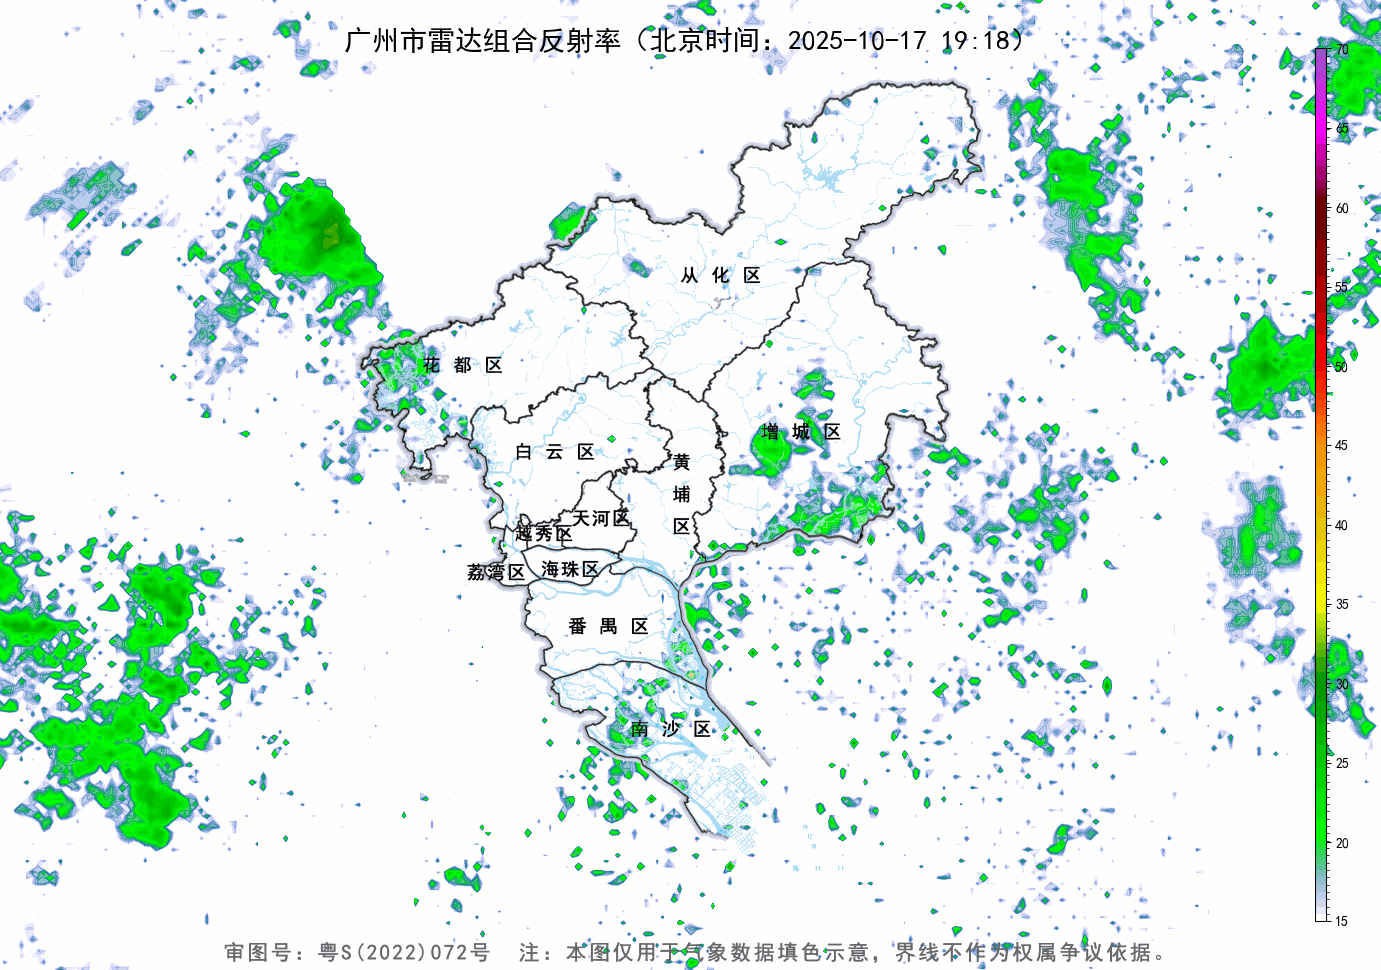 广州市雷达组合反射率（北京时间：2025-10-17 19:18）
70
65
60
55
50
45
40
35
30
25
20
15
从 化 区
花 都 区
增 城 区
白 云 区
黄
埔
区
天河区
越秀区
荔湾区
海珠区
番 禺 区
南 沙 区
审图号：粤S(2022)072号 注：本图仅用于气象数据填色示意，界线不作为权属争议依据。